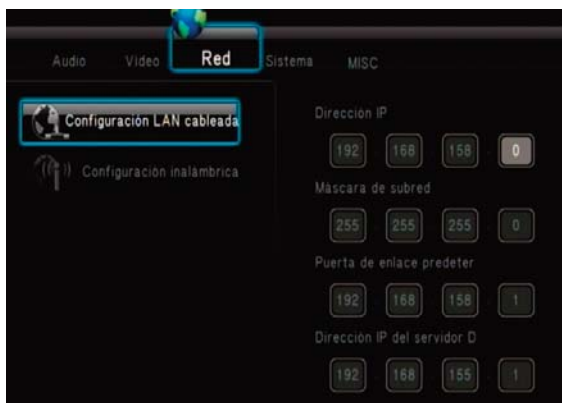 Audio Video Red Sistema MISC
Configuración LAN cableada
Configuración inalámbrica
Dirección IP
192 168 158 0
Máscara de subred
255 255 255 0
Puerta de enlace predeter
192 168 158 1
Dirección IP del servidor D
192 168 155 1